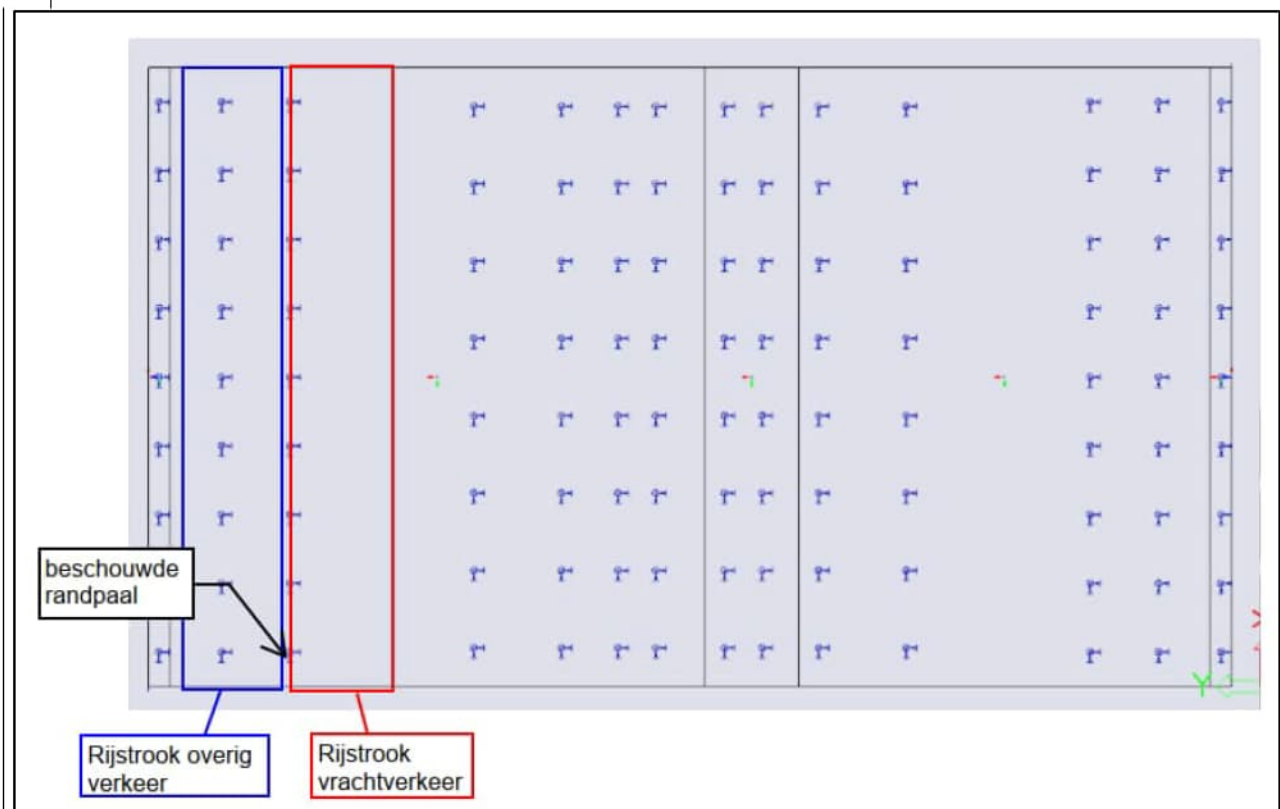 beschouwde
randpaal
Y
Rijstrook overig
verkeer
Rijstrook
vrachtverkeer